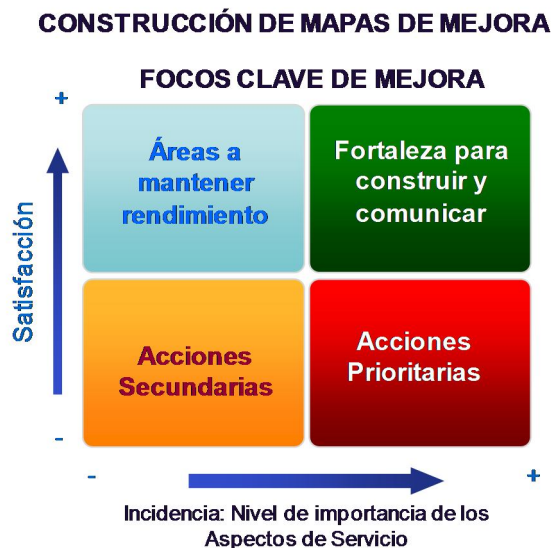 CONSTRUCCIÓN DE MAPAS DE MEJORA
FOCOS CLAVE DE MEJORA
+
Áreas a
mantener
rendimiento
Fortaleza para
construir y
comunicar
Satisfacción
Acciones
Secundarias
Acciones
Prioritarias
-
-
+
Incidencia: Nivel de importancia de los
Aspectos de Servicio